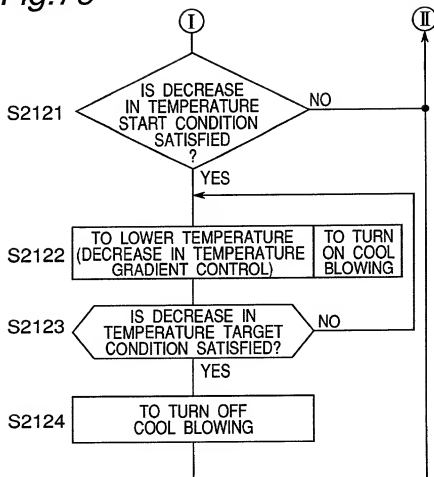 Ⅰ
Ⅱ
S2121
IS DECREASE
IN TEMPERATURE
START CONDITION
SATISFIED
?
NO
YES
S2122
TO LOWER TEMPERATURE
(DECREASE IN TEMPERATURE
GRADIENT CONTROL)
TO TURN
ON COOL
BLOWING
S2123
IS DECREASE IN
TEMPERATURE TARGET
CONDITION SATISFIED?
NO
YES
S2124
TO TURN OFF
COOL BLOWING